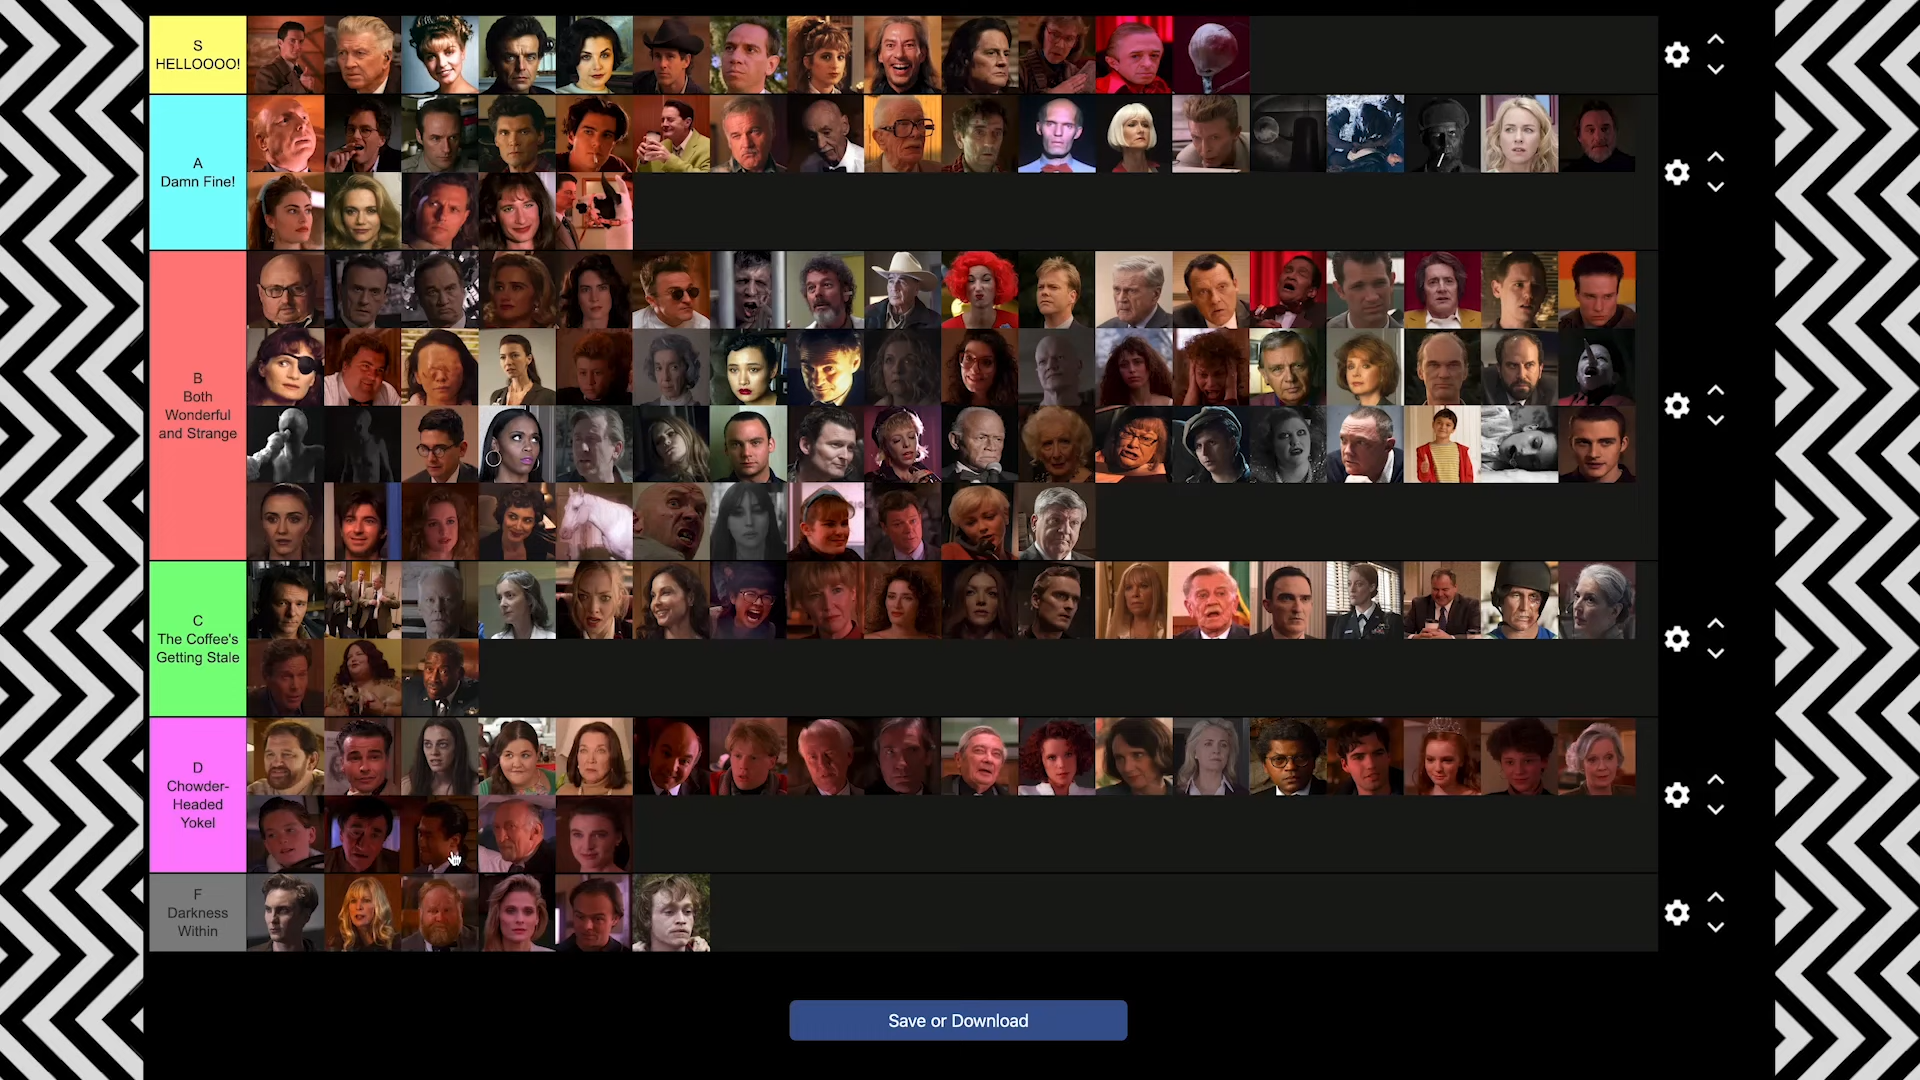 S
HELLOOOO!
A
Damn Fine!
B
Both
Wonderful
and Strange
C
The Coffee's
Getting Stale
D
Chowder-
Headed
Yokel
F
Darkness
Within
Save or Download